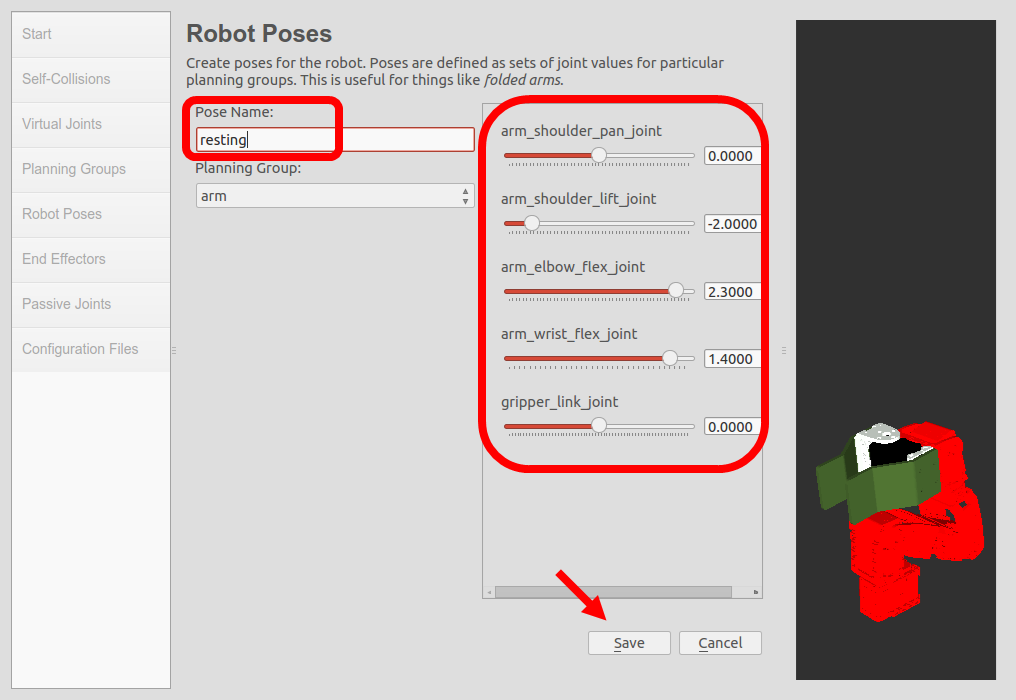 Start
Self-Collisions
Virtual Joints
Planning Groups
Robot Poses
End Effectors
Passive Joints
Configuration Files
Robot Poses
Create poses for the robot. Poses are defined as sets of joint values for particular
planning groups. This is useful for things like folded arms.
Pose Name:
resting
Planning Group:
arm
arm_shoulder_pan_joint
0.0000
arm_shoulder_lift_joint
-2.0000
arm_elbow_flex_joint
2.3000
arm_wrist_flex_joint
1.4000
gripper_link_joint
0.0000
Save
Cancel